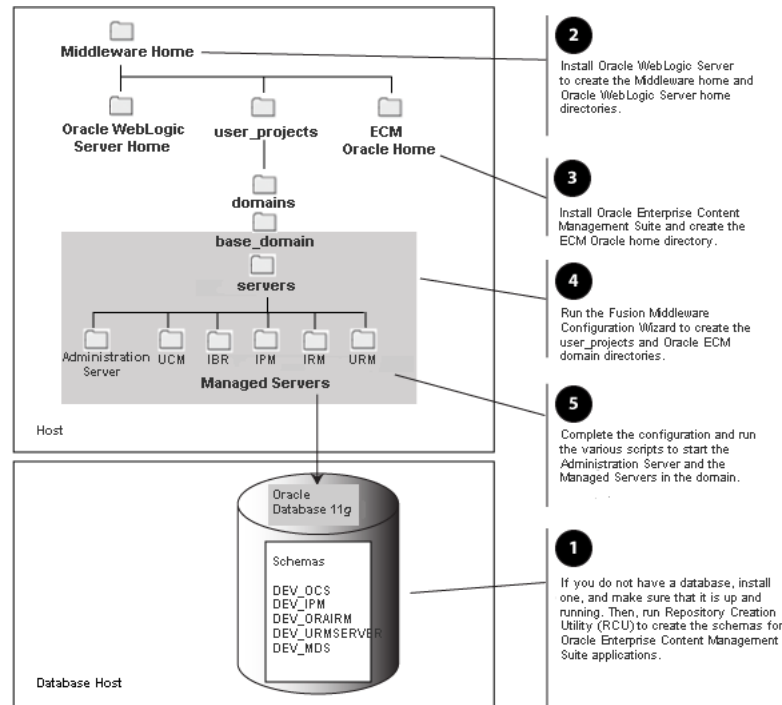 Middleware Home
Oracle WebLogic
Server Home
user_projects
ECM
Oracle Home
domains
base_domain
servers
Administration
Server
UCM
IBR
IPM
IRM
URM
Managed Servers
Host
Oracle
Database 11g
Schemas
DEV_OCS
DEV_IPM
DEV_ORAIRM
DEV_URMSERVER
DEV_MDS
Database Host
2
Install Oracle WebLogic Server
to create the Middleware home and
Oracle WebLogic Server home
directories.
3
Install Oracle Enterprise Content
Management Suite and create the
ECM Oracle home directory.
4
Run the Fusion Middleware
Configuration Wizard to create the
user_projects and Oracle ECM
domain directories.
5
Complete the configuration and run
the various scripts to start the
Administration Server and the
Managed Servers in the domain.
1
If you do not have a database, install
one, and make sure that it is up and
running. Then, run Repository Creation
Utility (RCU) to create the schemas for
Oracle Enterprise Content Management
Suite applications.